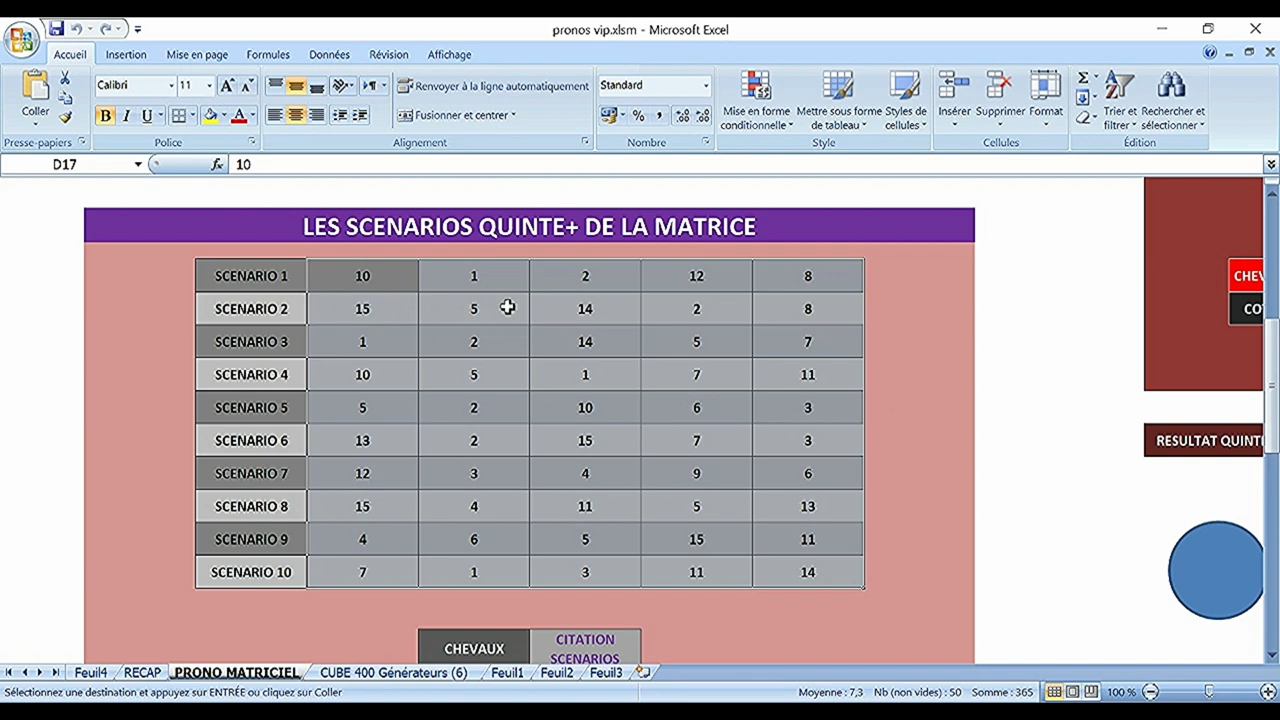 pronos vip.xlsm - Microsoft Excel
Accueil Insertion Mise en page Formules Données Révision Affichage
Coller
Calibri 11
Renvoyer à la ligne automatiquement
Standard
B I U
Fusionner et centrer
% ,
Mise en forme conditionnelle
Mettre sous forme de tableau
Styles de cellules
Insérer
Supprimer
Format
Trier et filtrer
Rechercher et sélectionner
Presse-papiers Police Alignement Nombre Style Cellules Édition
D17 fx 10
LES SCENARIOS QUINTE+ DE LA MATRICE
SCENARIO 1 10 1 2 12 8
SCENARIO 2 15 5 14 2 8
SCENARIO 3 1 2 14 5 7
SCENARIO 4 10 5 1 7 11
SCENARIO 5 5 2 10 6 3
SCENARIO 6 13 2 15 7 3
SCENARIO 7 12 3 4 9 6
SCENARIO 8 15 4 11 5 13
SCENARIO 9 4 6 5 15 11
SCENARIO 10 7 1 3 11 14
CHEV
CO
RESULTAT QUINT
CHEVAUX
CITATION
SCENARIOS
Feuil4 RECAP PRONO MATRICIEL CUBE 400 Générateurs (6) Feuil1 Feuil2 Feuil3
Sélectionnez une destination et appuyez sur ENTRÉE ou cliquez sur Coller Moyenne : 7,3 Nb (non vides) : 50 Somme : 365 100 %